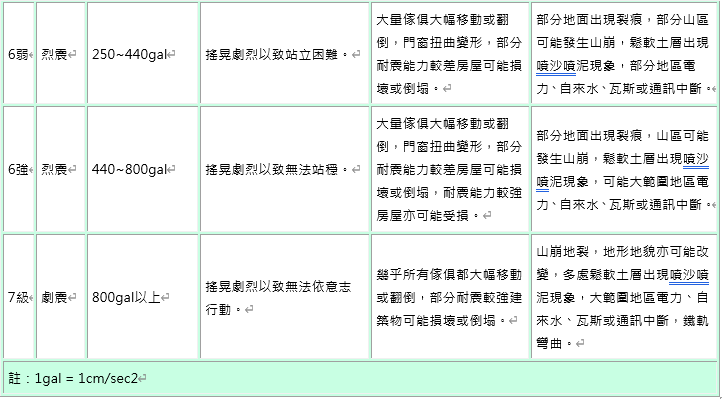 6弱
烈震
250~440gal
搖晃劇烈以致站立困難。
大量傢俱大幅移動或翻
倒，門窗扭曲變形，部分
耐震能力較差房屋可能損
壞或倒塌。
部分地面出現裂痕，部分山區
可能發生山崩，鬆軟土層出現
噴沙噴泥現象，部分地區電
力、自來水、瓦斯或通訊中斷。
6強
烈震
440~800gal
搖晃劇烈以致無法站穩。
大量傢俱大幅移動或翻
倒，門窗扭曲變形，部分
耐震能力較差房屋可能損
壞或倒塌，耐震能力較強
房屋亦可能受損。
部分地面出現裂痕，山區可能
發生山崩，鬆軟土層出現噴沙
噴泥現象，可能大範圍地區電
力、自來水、瓦斯或通訊中斷。
7級
劇震
800gal以上
搖晃劇烈以致無法依意志
行動。
幾乎所有傢俱都大幅移動
或翻倒，部分耐震較強建
築物可能損壞或倒塌。
山崩地裂，地形地貌亦可能改
變，多處鬆軟土層出現噴沙噴
泥現象，大範圍地區電力、自
來水、瓦斯或通訊中斷，鐵軌
彎曲。
註：1gal = 1cm/sec2